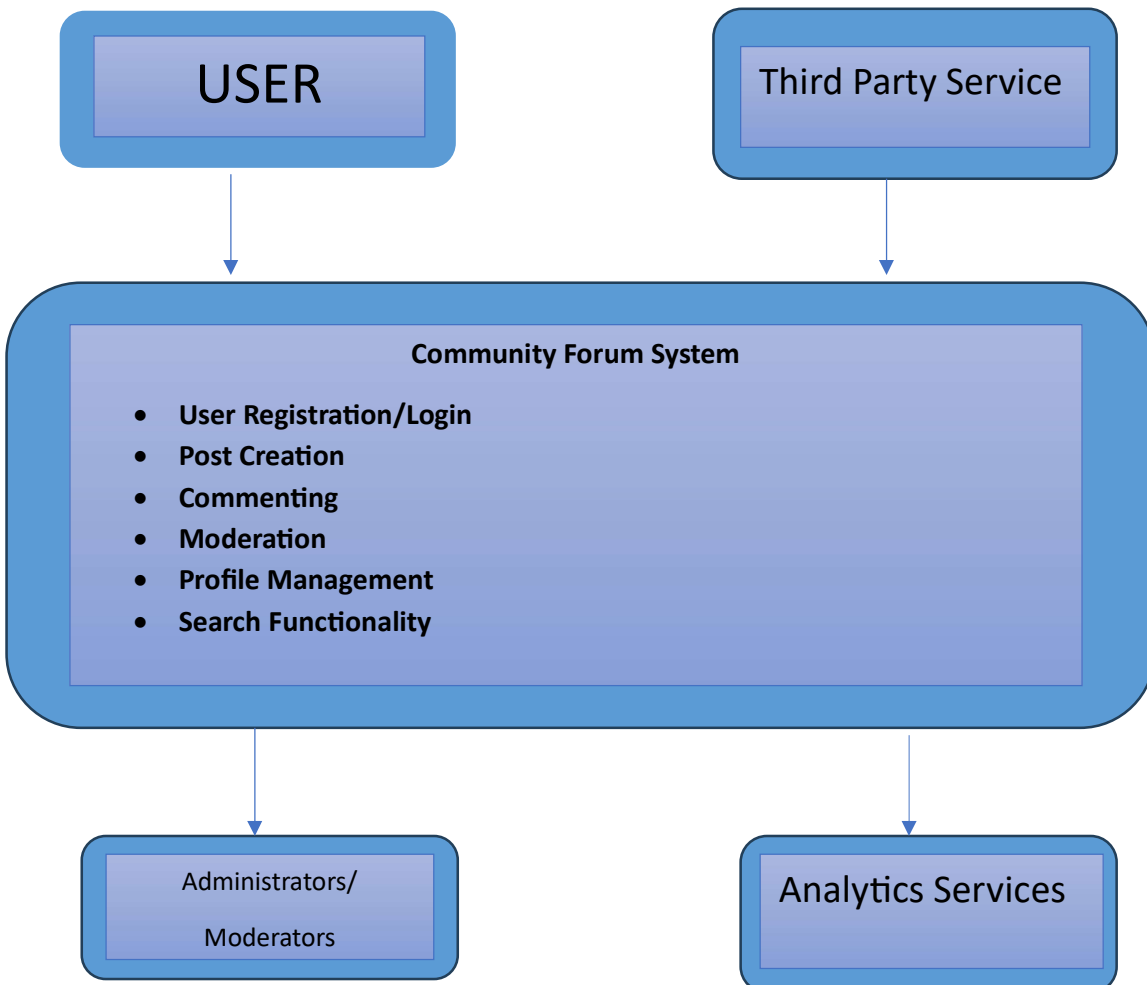 USER
Third Party Service
Community Forum System
• User Registration/Login
• Post Creation
• Commenting
• Moderation
• Profile Management
• Search Functionality
Administrators/
Moderators
Analytics Services